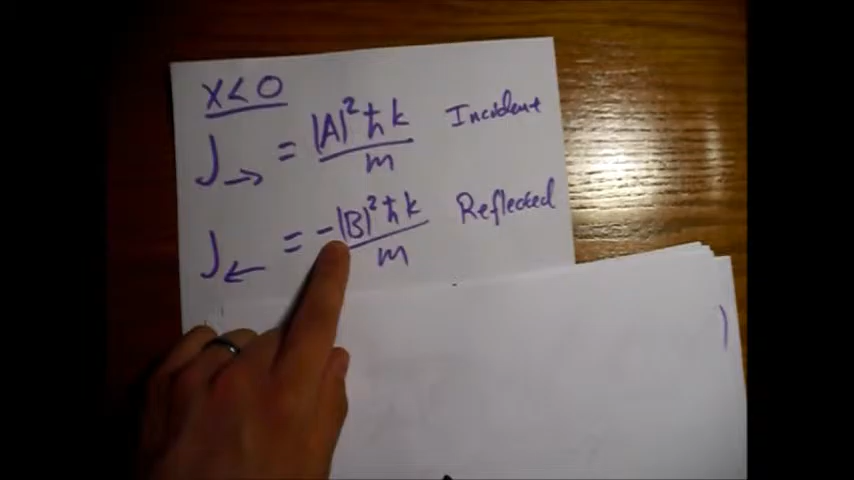 x<0
J→ = |A|²ħk/m Incident
J← = -|B|²ħk/m Reflected
)